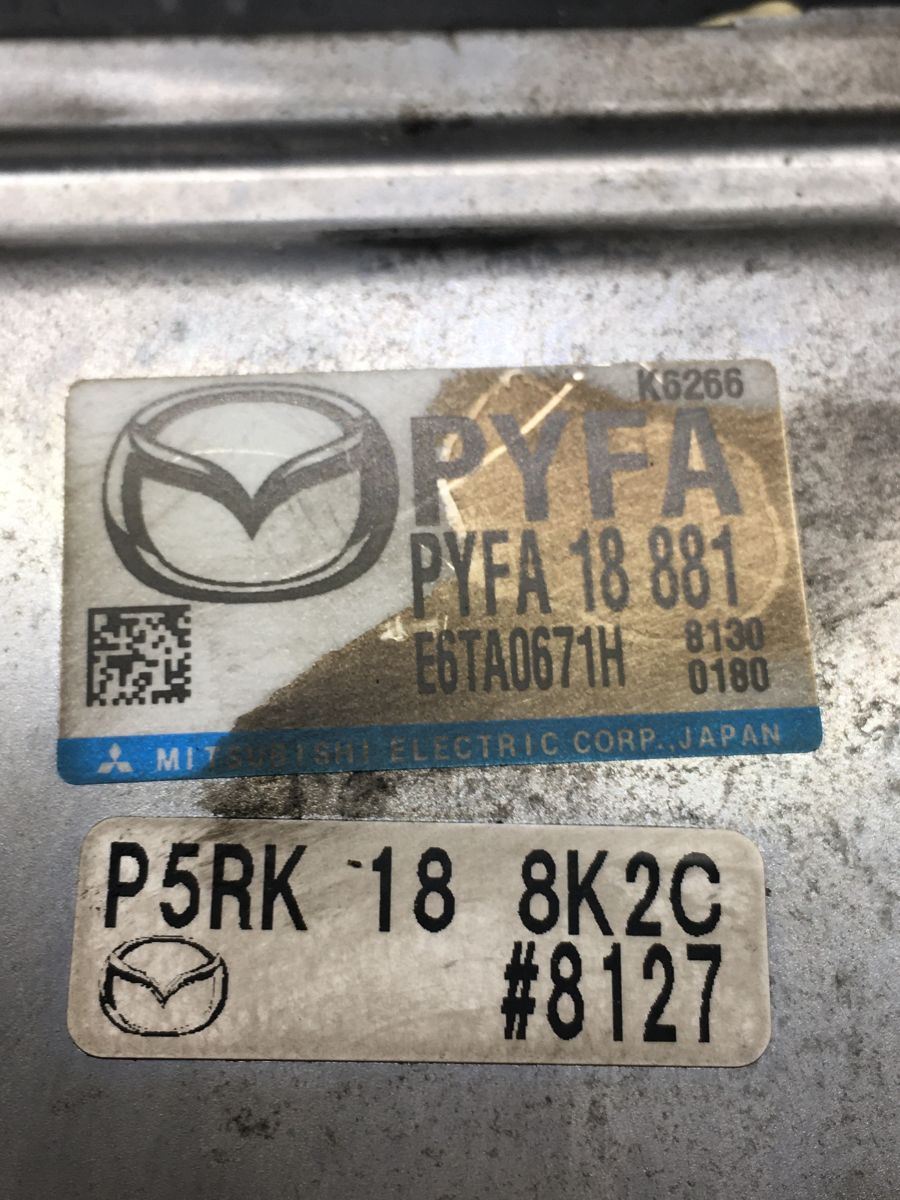 K6266
PYFA
PYFA 18 881
E6TA0671H 8130
0180
MITSUBISHI ELECTRIC CORP., JAPAN
P5RK 18 8K2C
#8127